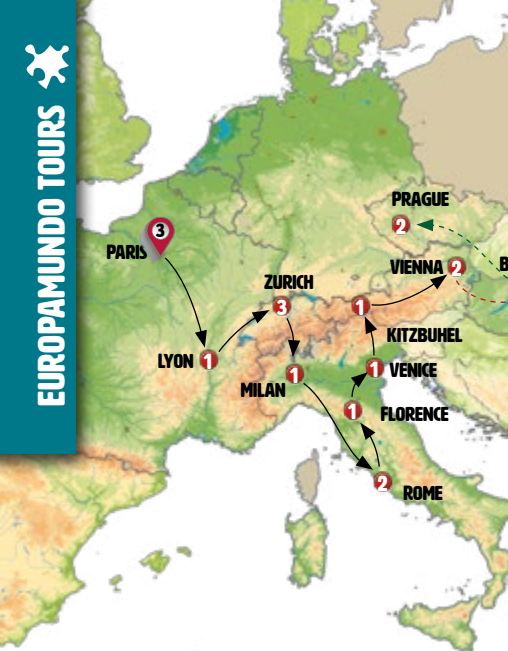 EUROPAMUNDO TOURS
PRAGUE
2
3
PARIS
VIENNA
2
B
ZURICH
3
1
KITZBUHEL
LYON
1
MILAN
1
1
VENICE
1
FLORENCE
2
ROME